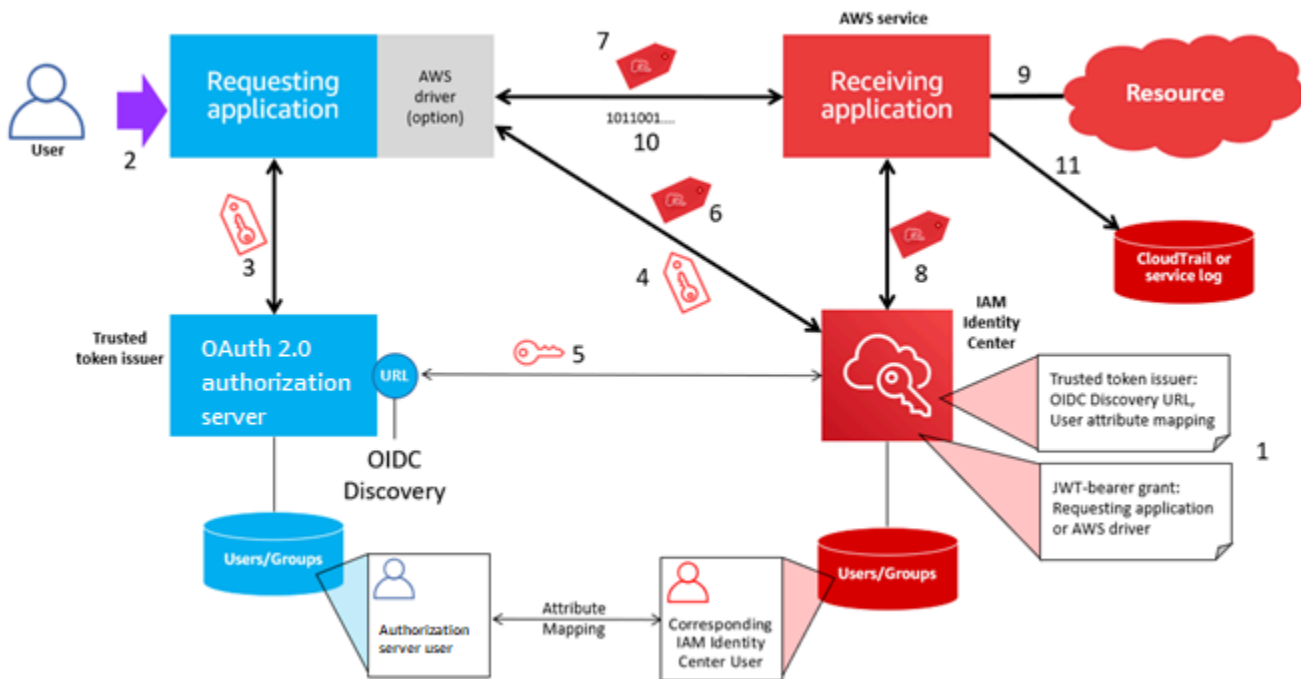 AWS service
7
Requesting
application
AWS
driver
(option)
Receiving
application
9
Resource
1011001....
10
User
2
11
6
3
4
8
CloudTrail or
service log
Trusted
token issuer
OAuth 2.0
authorization
server
URL
5
IAM
Identity
Center
Trusted token issuer:
OIDC Discovery URL,
User attribute mapping
1
OIDC
Discovery
JWT-bearer grant:
Requesting application
or AWS driver
Users/Groups
Users/Groups
Authorization
server user
Attribute
Mapping
Corresponding
IAM Identity
Center User